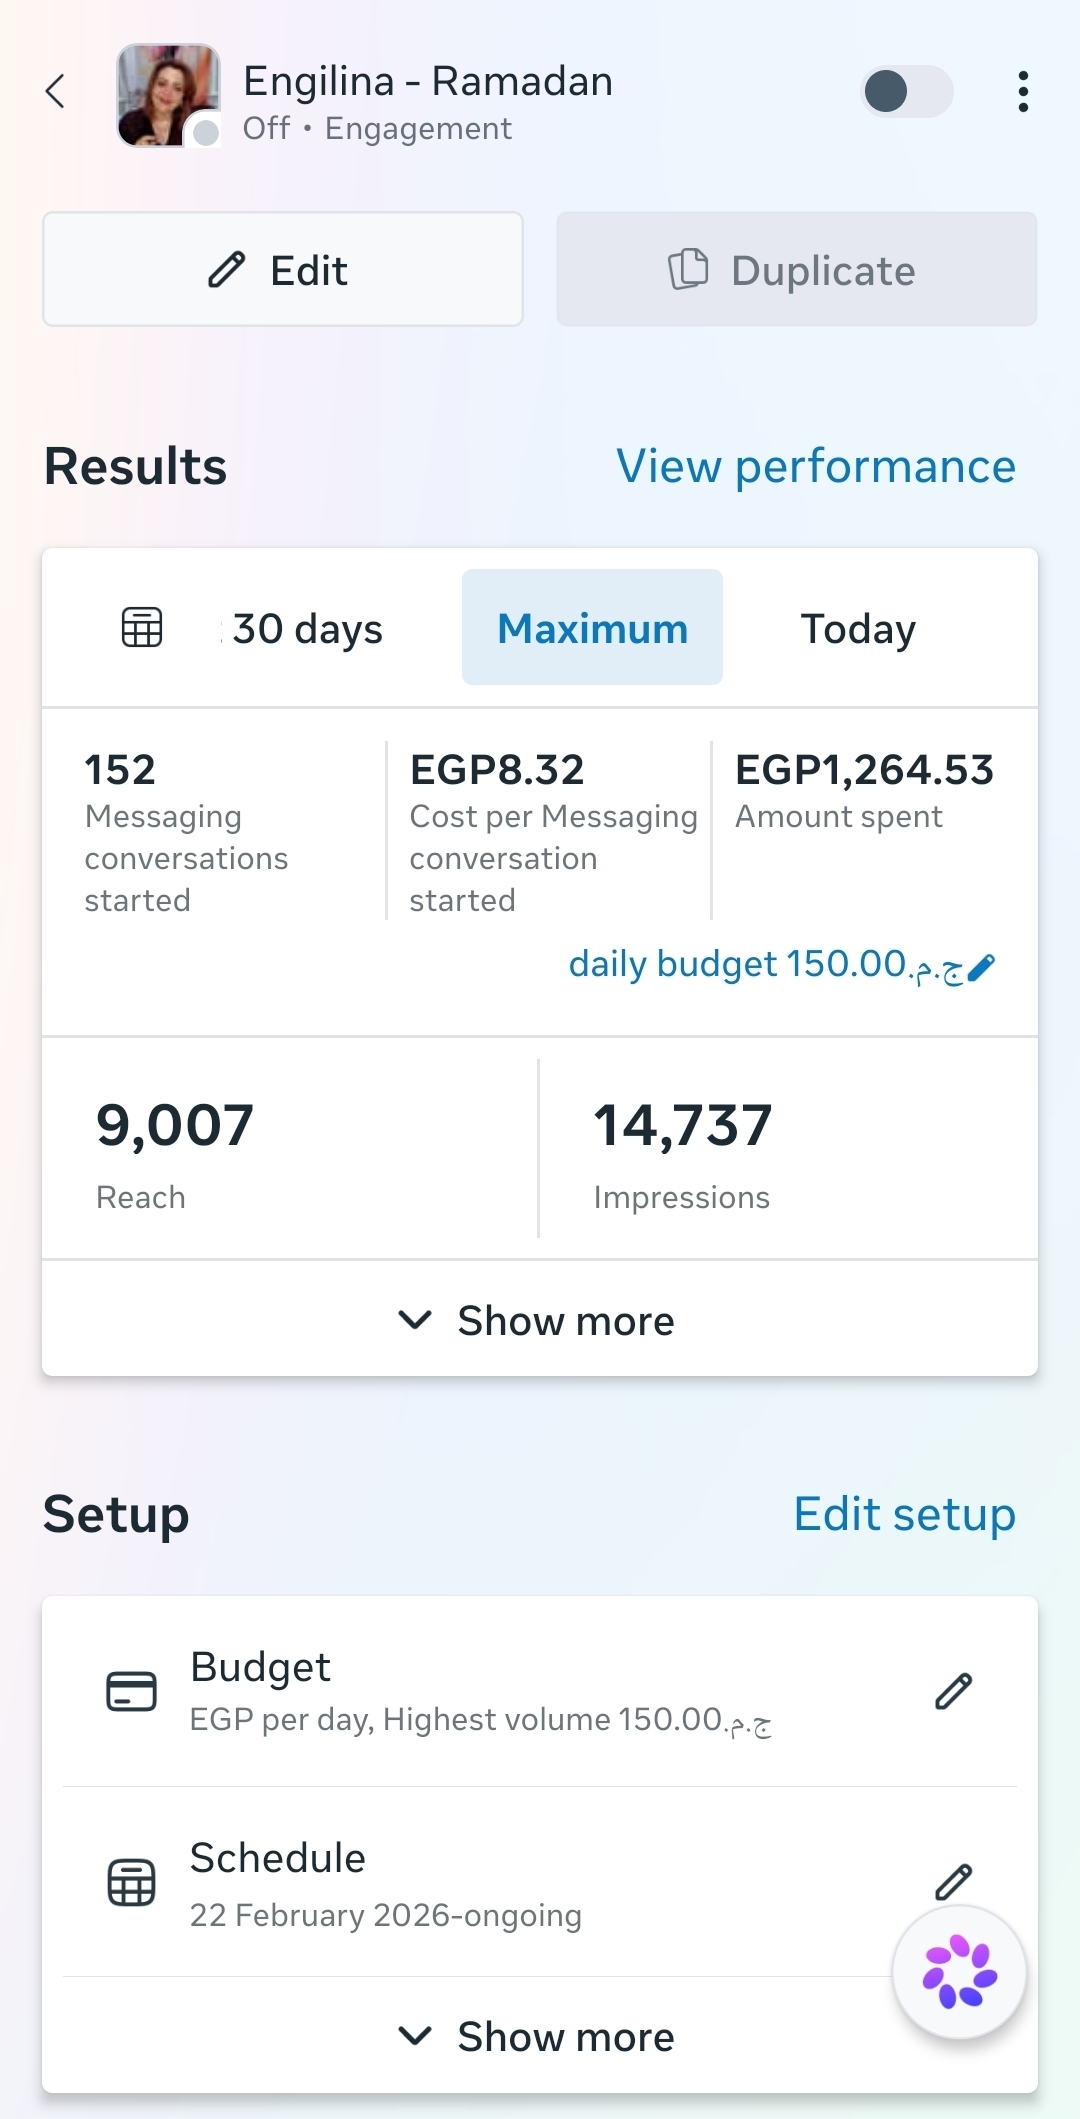 Engilina - Ramadan
Off • Engagement
Edit
Duplicate
Results
View performance
30 days
Maximum
Today
152
Messaging
conversations
started
EGP8.32
Cost per Messaging
conversation
started
EGP1,264.53
Amount spent
daily budget 150.00.ج.م
9,007
Reach
14,737
Impressions
Show more
Setup
Edit setup
Budget
EGP per day, Highest volume 150.00.ج.م
Schedule
22 February 2026-ongoing
Show more